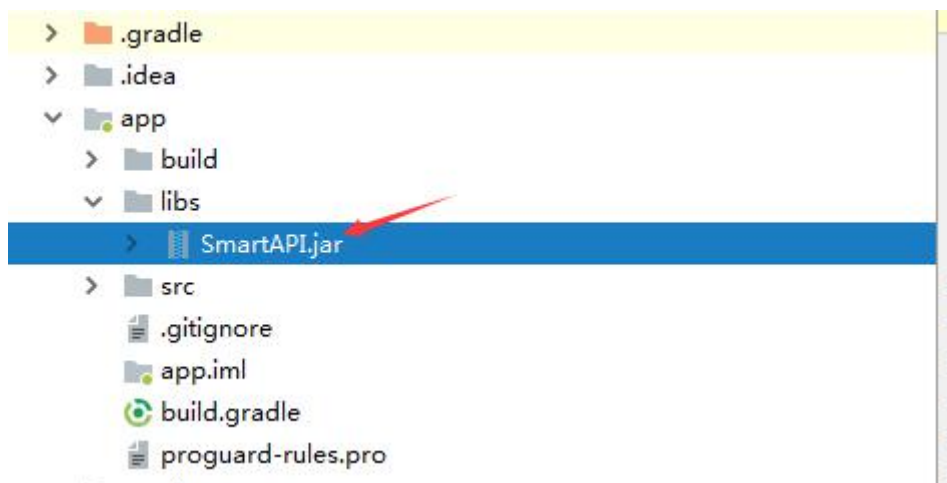 .gradle
.idea
app
build
libs
SmartAPI.jar
src
.gitignore
app.iml
build.gradle
proguard-rules.pro